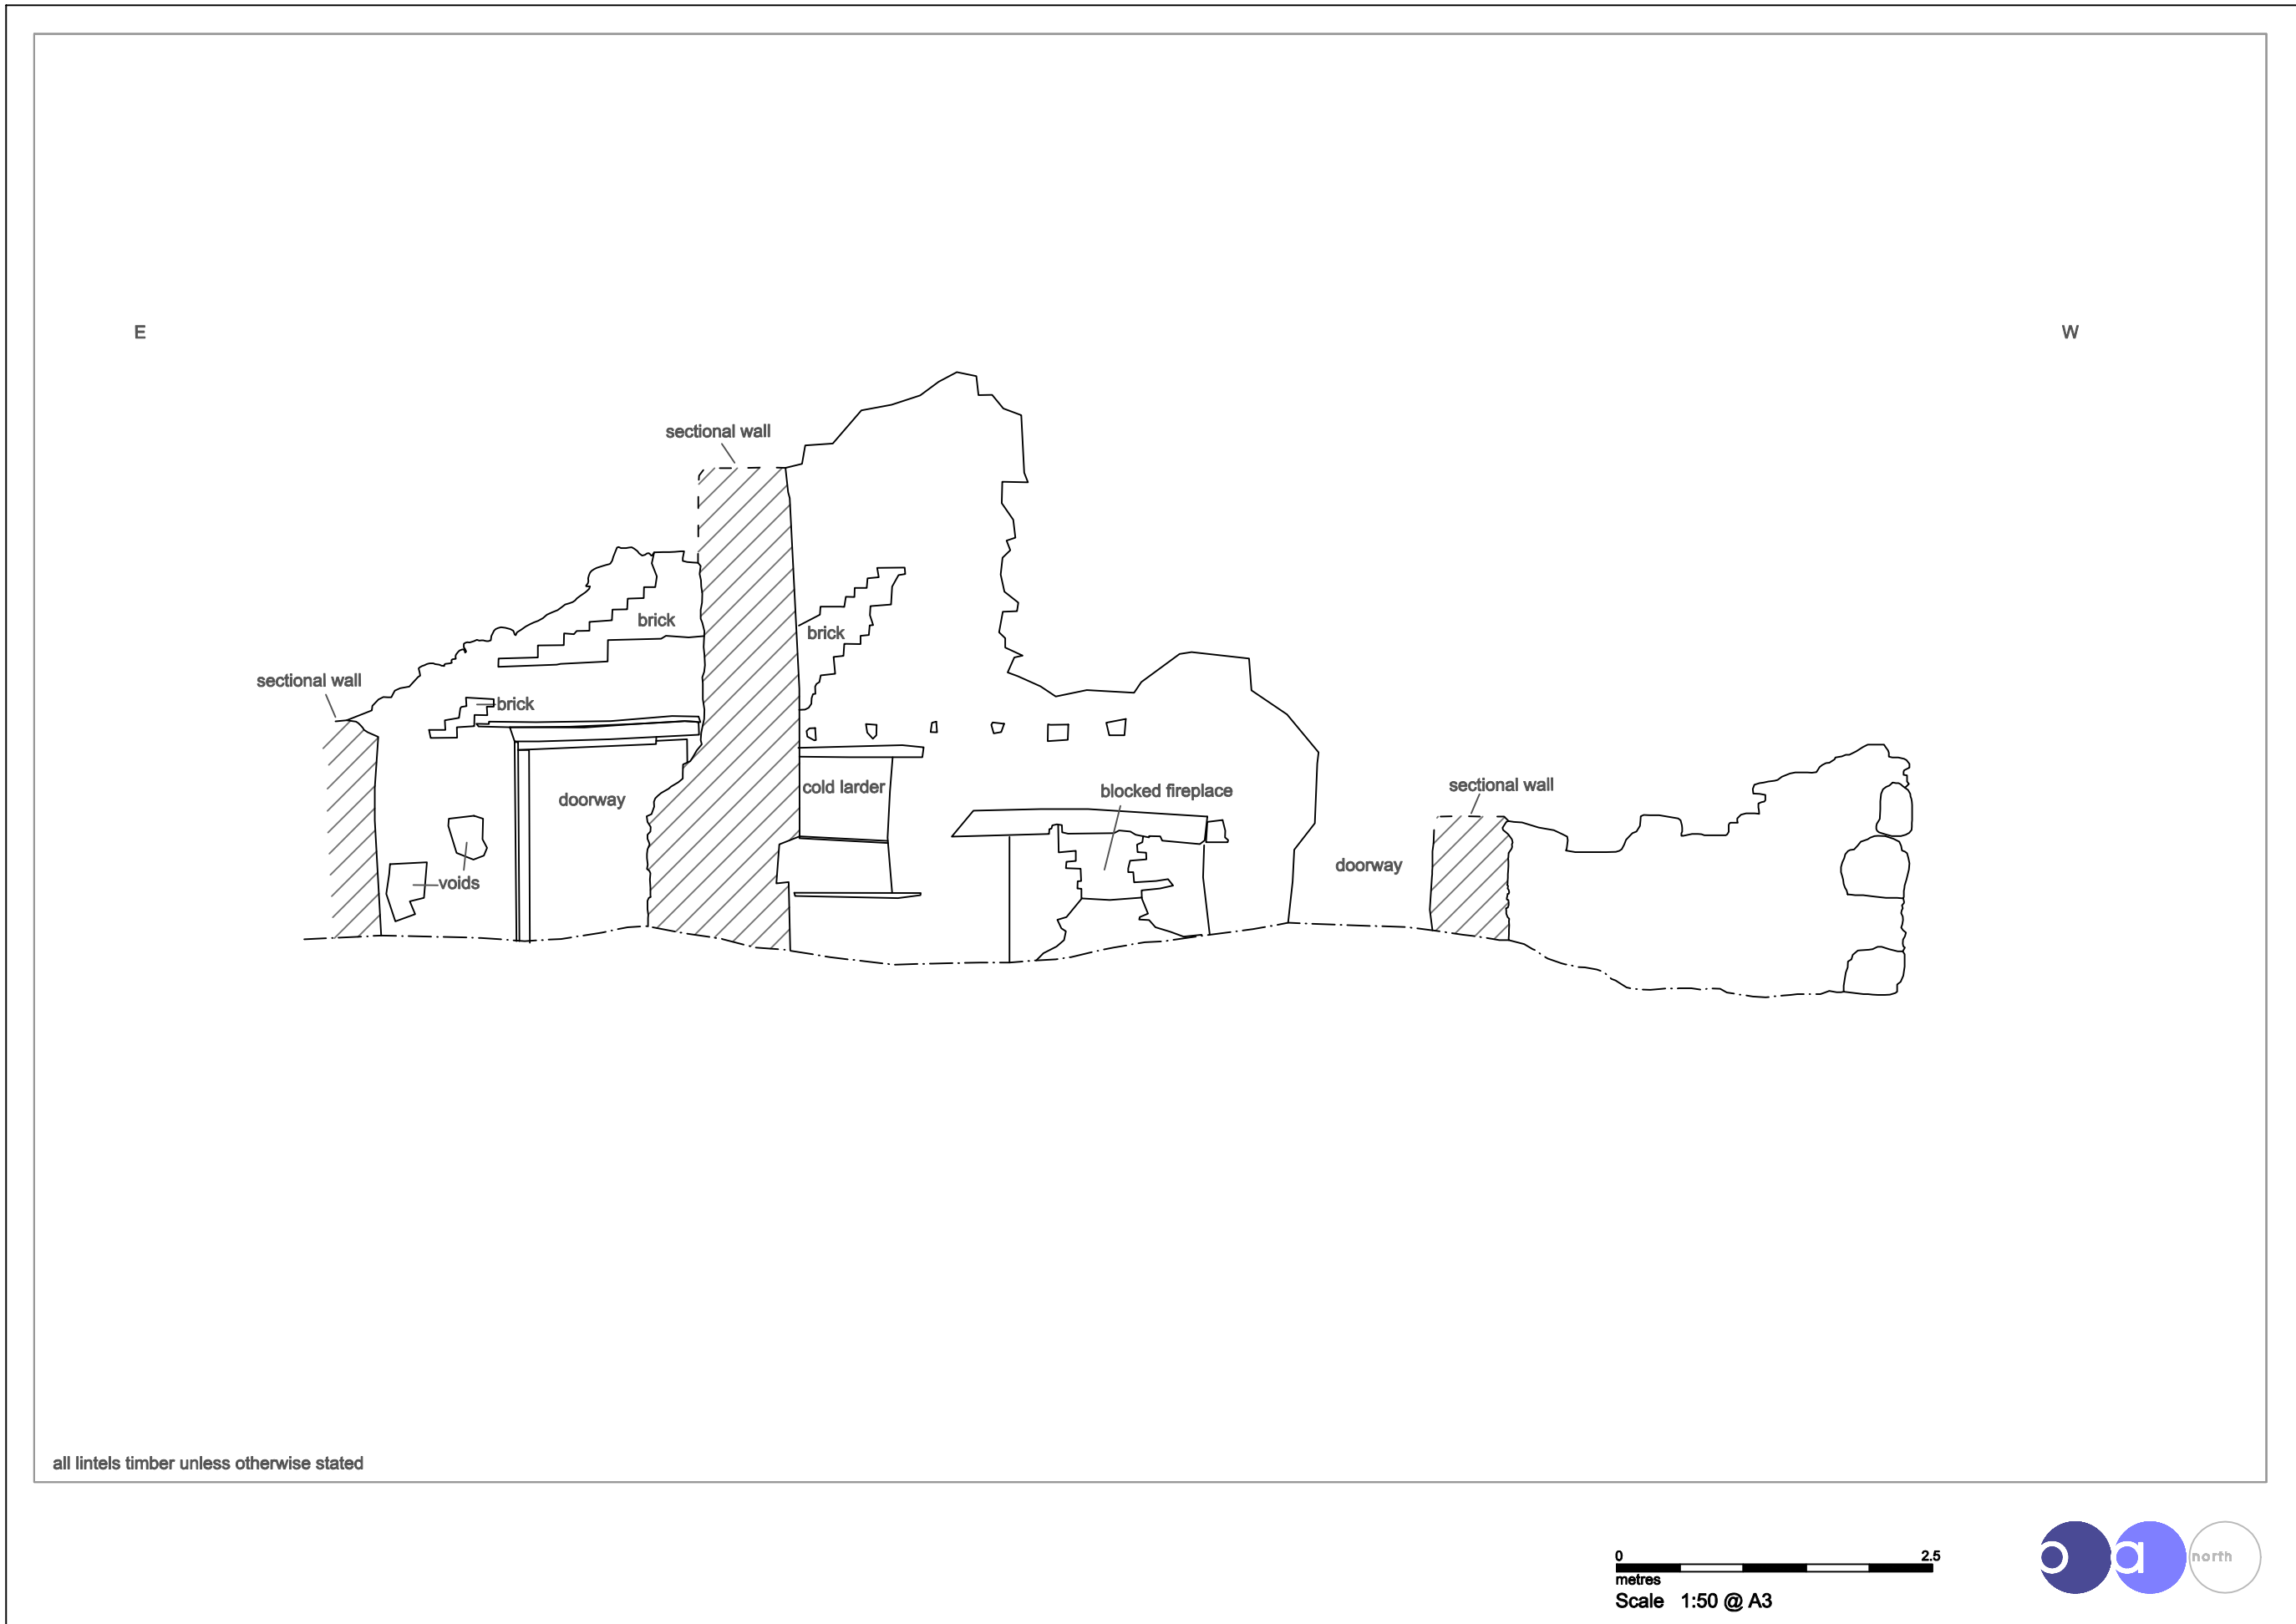 E
W
sectional wall
brick
brick
sectional wall
brick
cold larder
blocked fireplace
sectional wall
doorway
doorway
voids
all lintels timber unless otherwise stated
0 2.5
metres
Scale 1:50 @ A3
oa north